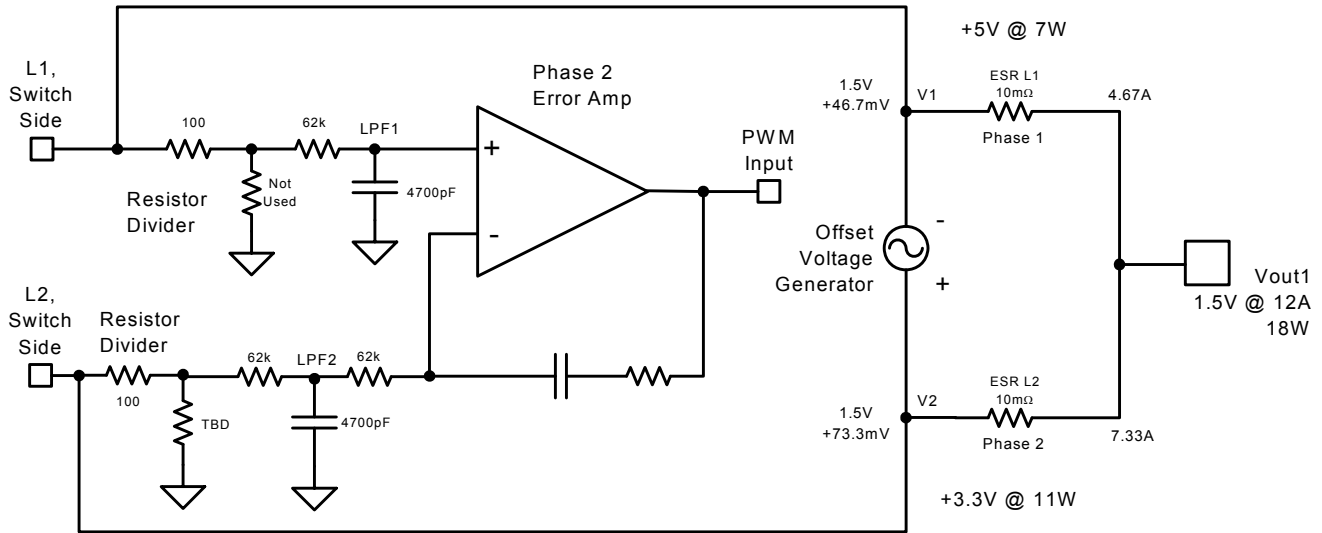 +5V @ 7W
L1,
Switch
Side
100
62k
LPF1
4700pF
Not
Used
Resistor
Divider
Phase 2
Error Amp
+
-
PWM
Input
1.5V
+46.7mV
V1
ESR L1
10mΩ
Phase 1
4.67A
-
Offset
Voltage
Generator
+
Vout1
1.5V @ 12A
18W
L2,
Switch
Side
Resistor
Divider
100
TBD
62k
LPF2
62k
4700pF
1.5V
+73.3mV
V2
ESR L2
10mΩ
Phase 2
7.33A
+3.3V @ 11W